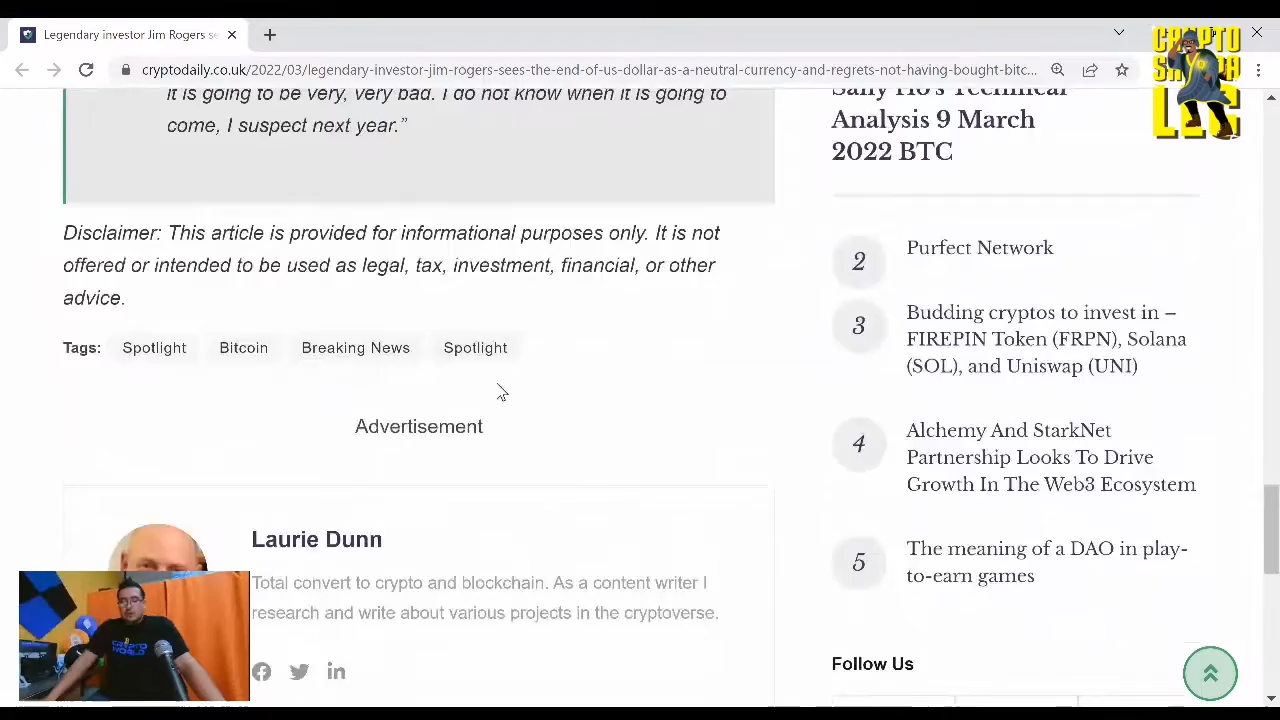 Legendary investor Jim Rogers se
cryptodaily.co.uk/2022/03/legendary-investor-jim-rogers-sees-end-of-us-dollar-as-a-neutral-currency-and-regrets-not-having-bought-bitc...
CRYPTO
LEO
it is going to be very, very bad. I do not know when it is going to
come, I suspect next year.”
Disclaimer: This article is provided for informational purposes only. It is not
offered or intended to be used as legal, tax, investment, financial, or other
advice.
Tags: Spotlight Bitcoin Breaking News Spotlight
Advertisement
Laurie Dunn
Total convert to crypto and blockchain. As a content writer I
research and write about various projects in the cryptoverse.
Sally Ho's Technical
Analysis 9 March
2022 BTC
2 Purfect Network
3 Budding cryptos to invest in –
FIREPIN Token (FRPN), Solana
(SOL), and Uniswap (UNI)
4 Alchemy And StarkNet
Partnership Looks To Drive
Growth In The Web3 Ecosystem
5 The meaning of a DAO in play-
to-earn games
Follow Us
CRYPTO
WORLD